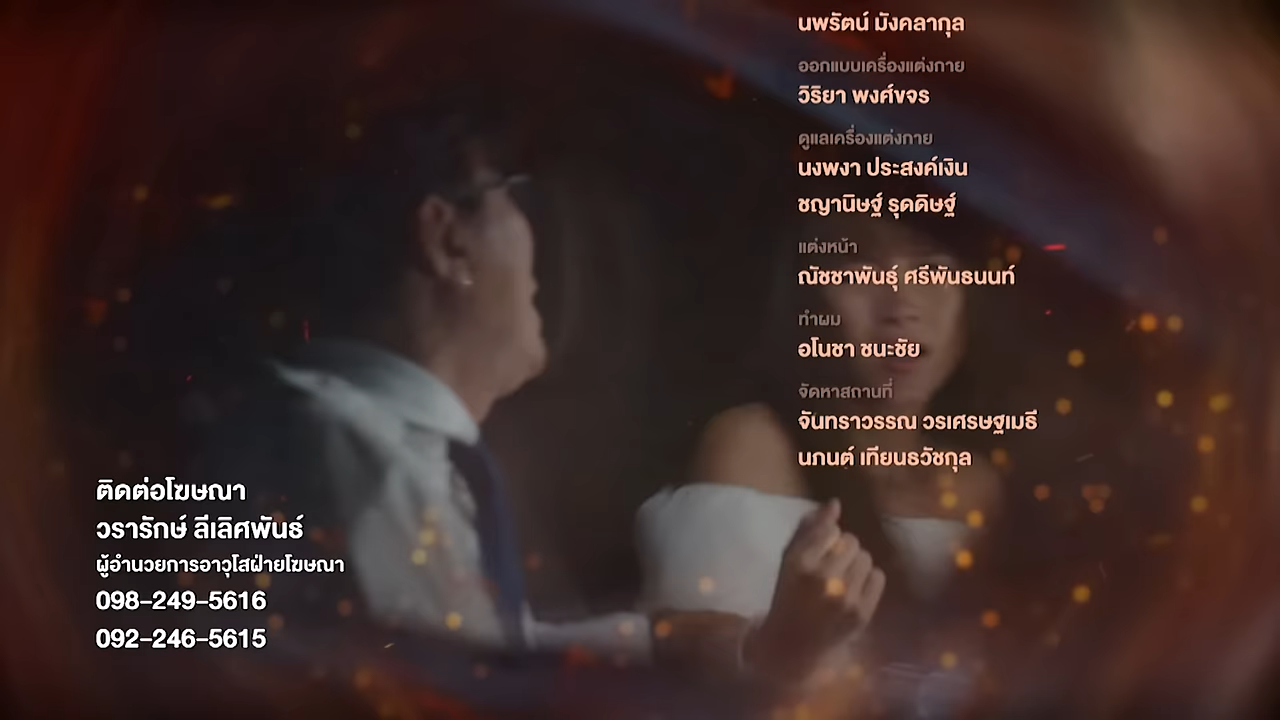 นพรัตน์ มังคลากุล
ออกแบบเครื่องแต่งกาย
วิริยา พงศ์ขจร
ดูแลเครื่องแต่งกาย
นงพงา ประสงค์เงิน
ชญานิษฐ์ รุดดิษฐ์
แต่งหน้า
ณัชชาพันธุ์ ศรีพันธนนท์
ทำผม
อโนชา ชนะชัย
จัดหาสถานที่
จันทราวรรณ วรเศรษฐเมธี
นภนต์ เทียนธวัชกุล
ติดต่อโฆษณา
วรารักษ์ ลีเลิศพันธ์
ผู้อำนวยการอาวุโสฝ่ายโฆษณา
098-249-5616
092-246-5615